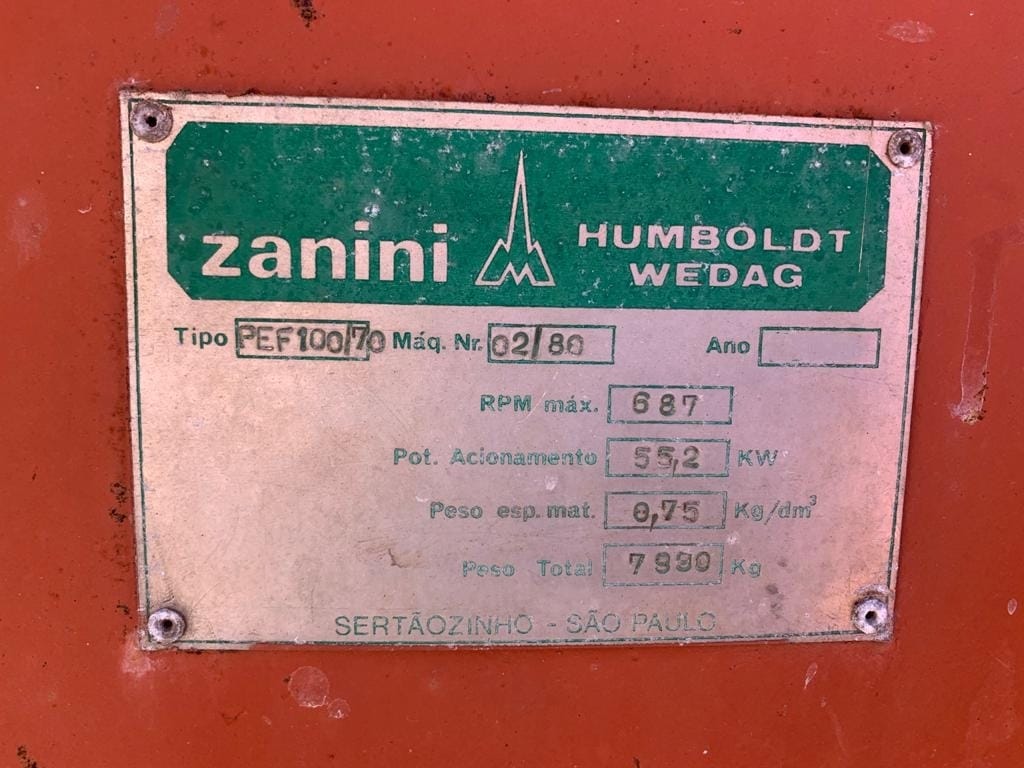 zanini HUMBOLDT WEDAG
Tipo PEF100/70 Máq. Nr. 02/80 Ano
RPM máx. 687
Pot. Acionamento 55,2 KW
Peso esp. mat. 0,75 Kg/dm³
Peso Total Kg
SERTÃOZINHO - SÃO PAULO